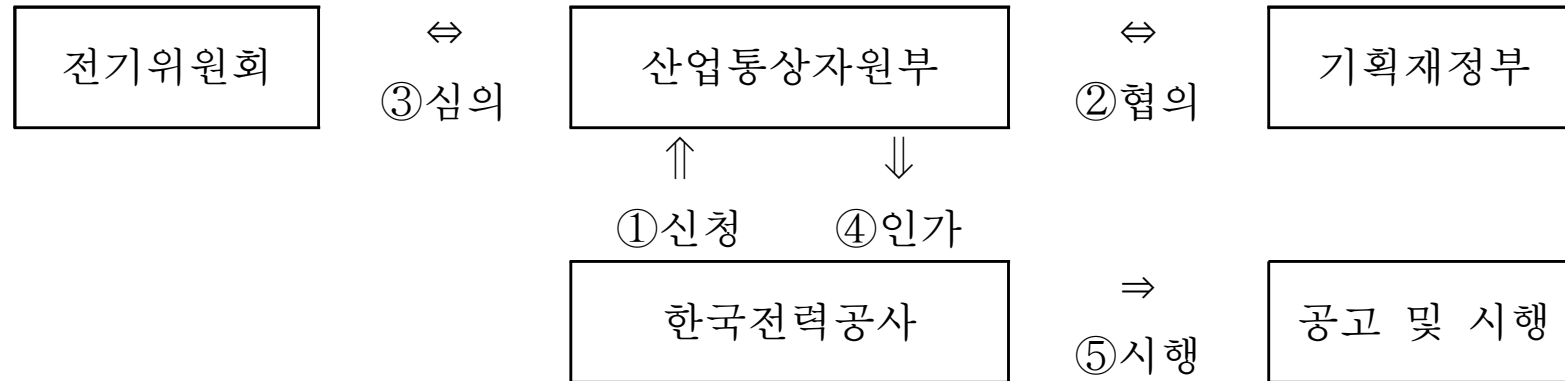 전기위원회
⇔
③심의
산업통상자원부
⇔
②협의
기획재정부
⇑ ⇓
①신청 ④인가
한국전력공사
⇒
⑤시행
공고 및 시행